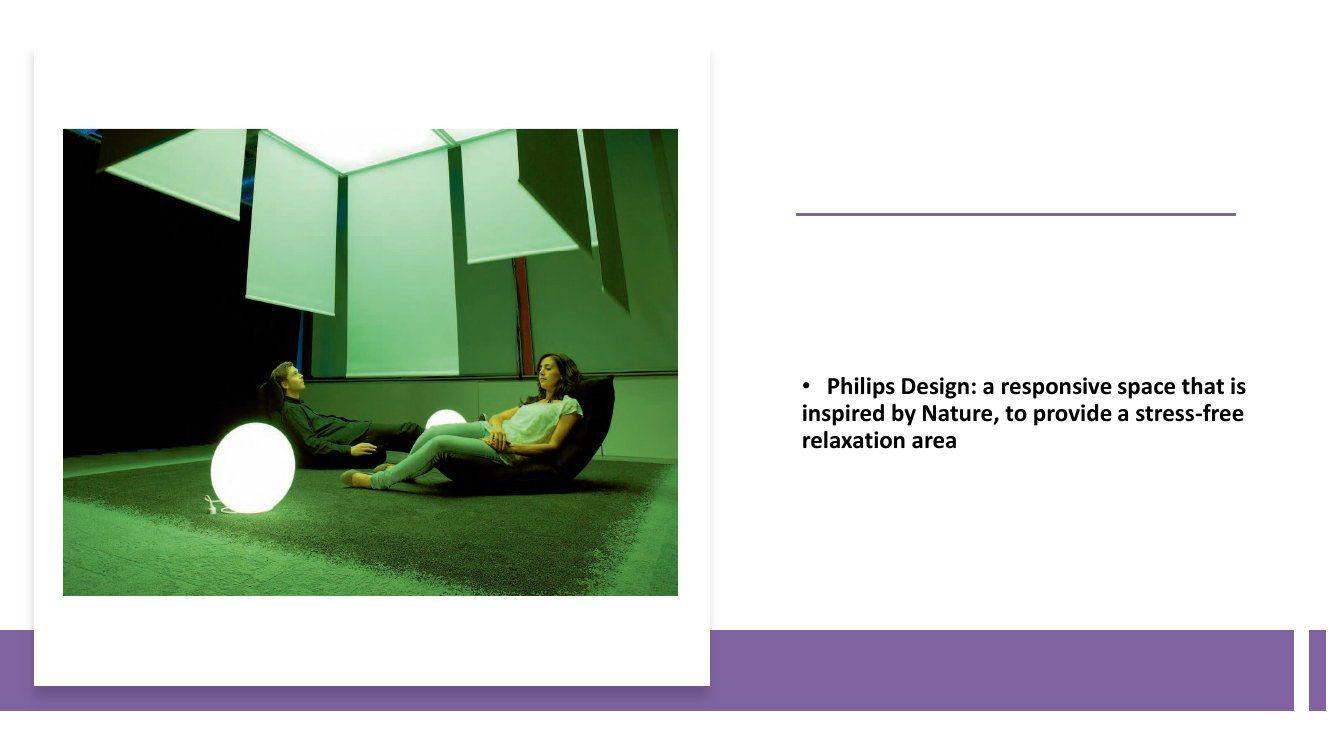 • Philips Design: a responsive space that is
inspired by Nature, to provide a stress-free
relaxation area